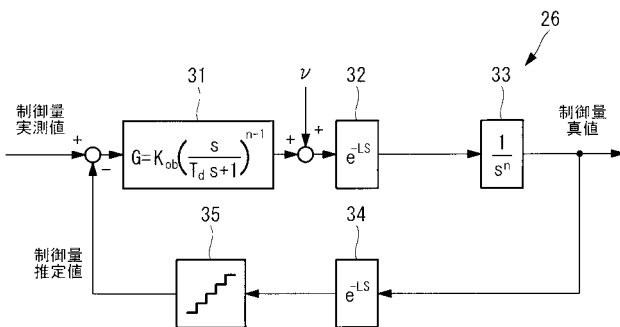 26
31
ν
32
33
制御量
実測値
+
−
G=K_ob(s/(T_d s+1))^{n-1}
+
+
e^{-LS}
1/s^n
制御量
真値
制御量
推定値
35
34
e^{-LS}